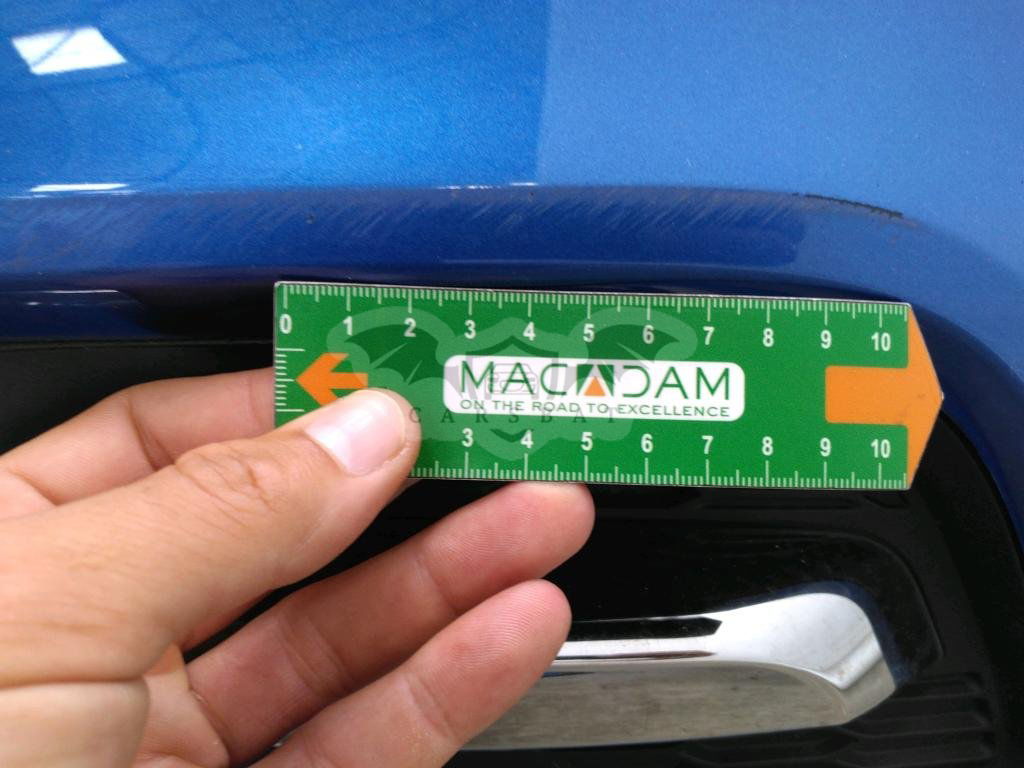 0 1 2 3 4 5 6 7 8 9 10
MACADAM
ON THE ROAD TO EXCELLENCE
CARSBAT
3 4 5 6 7 8 9 10